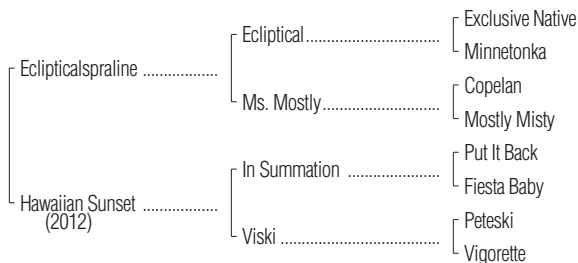 Exclusive Native
Ecliptical
Minnetonka
Eclipticalspraline
Copelan
Ms. Mostly
Mostly Misty
Put It Back
In Summation
Fiesta Baby
Hawaiian Sunset
(2012)
Peteski
Viski
Vigorette